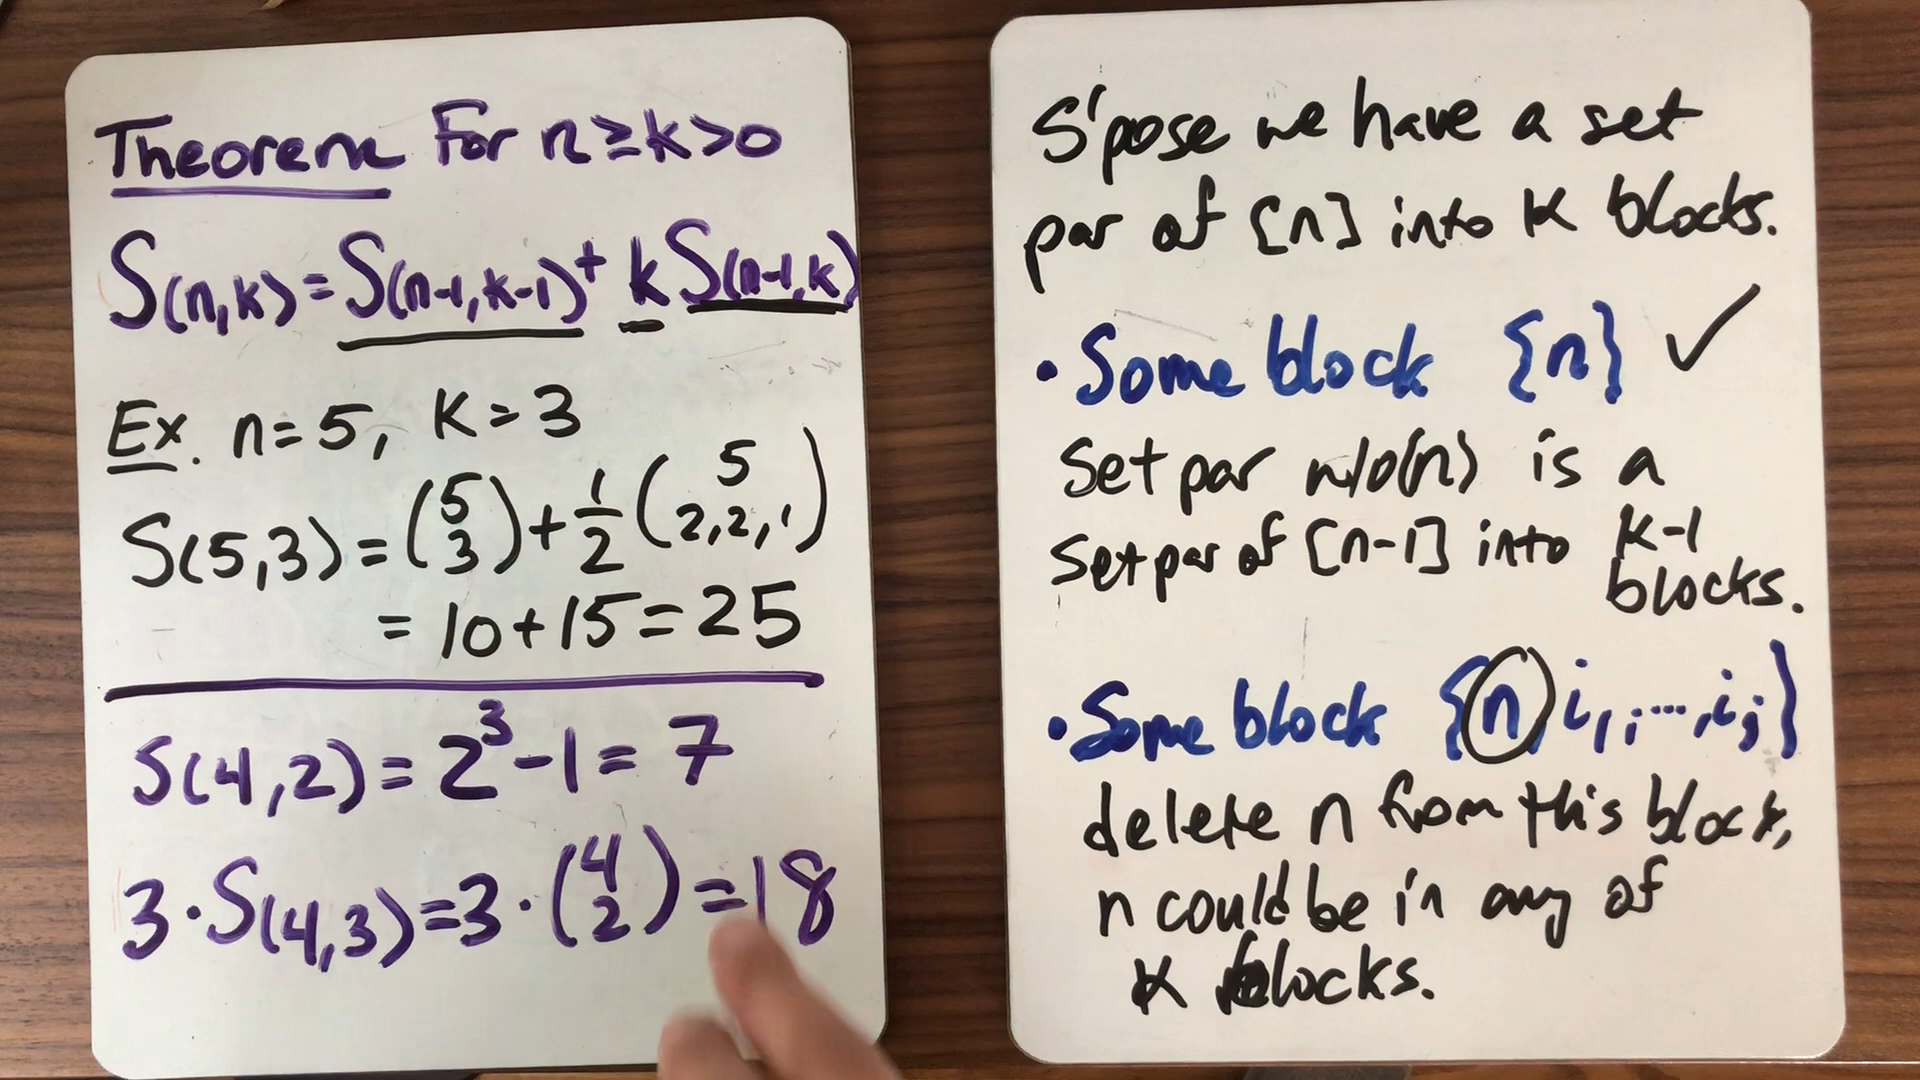 Theorem For n ≥ k > 0
S(n,k) = S(n-1,k-1) + k S(n-1,k)
Ex. n = 5, k = 3
S(5,3) = (5 3) + 1/2 (5 2,2,1)
= 10 + 15 = 25
S(4,2) = 2³ - 1 = 7
3 · S(4,3) = 3 · (4 2) = 18
S'pose we have a set
par of [n] into k blocks.
• Some block {n} ✓
Set par w/o {n} is a
set par of [n-1] into k-1
blocks.
• Some block {n, i₁, ..., iⱼ}
delete n from this block,
n could be in any of
k blocks.